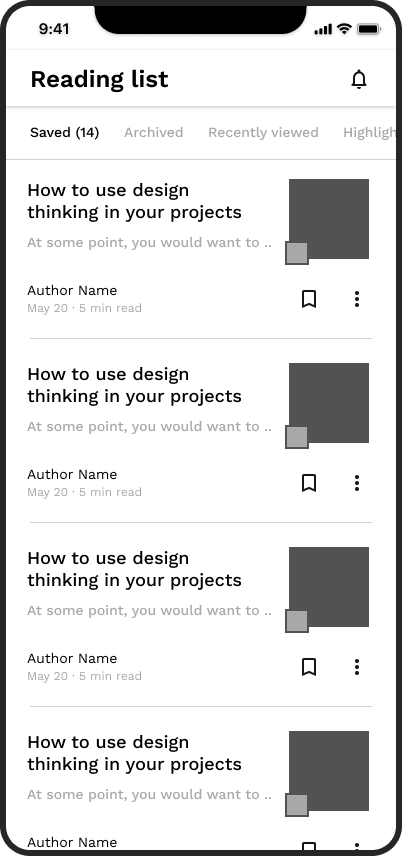 9:41
Reading list
Saved (14) Archived Recently viewed Highligh
How to use design
thinking in your projects
At some point, you would want to ..
Author Name
May 20 · 5 min read
How to use design
thinking in your projects
At some point, you would want to ..
Author Name
May 20 · 5 min read
How to use design
thinking in your projects
At some point, you would want to ..
Author Name
May 20 · 5 min read
How to use design
thinking in your projects
At some point, you would want to ..
Author Name